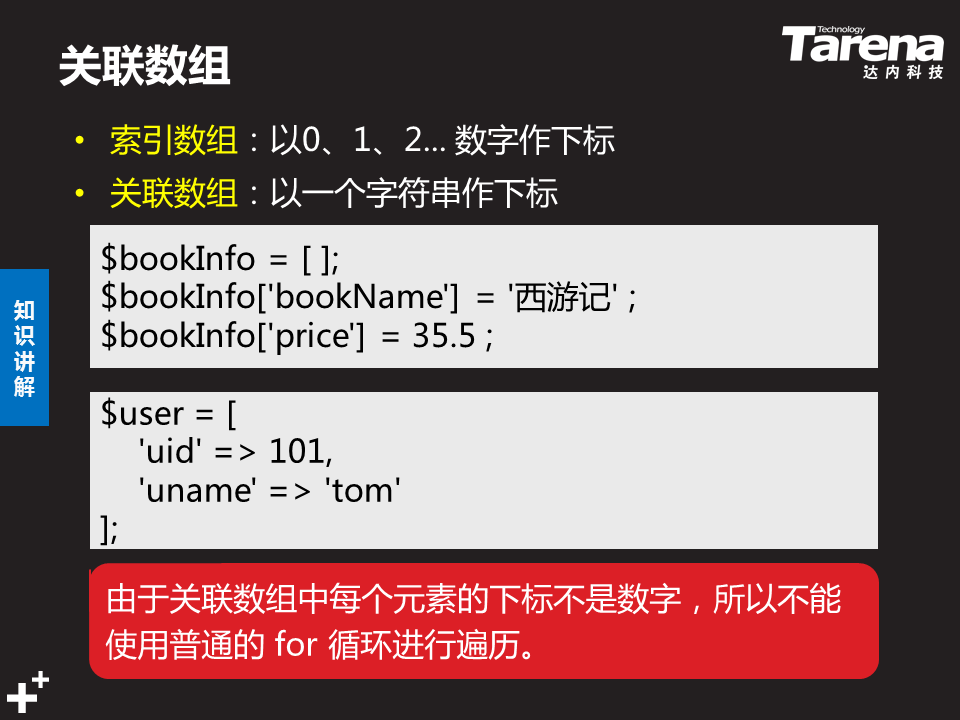 关联数组
Technology
Tarena
达内科技
• 索引数组：以0、1、2... 数字作下标
• 关联数组：以一个字符串作下标
$bookInfo = [ ];
$bookInfo['bookName'] = '西游记' ;
$bookInfo['price'] = 35.5 ;
知
识
讲
解
$user = [
'uid' => 101,
'uname' => 'tom'
];
由于关联数组中每个元素的下标不是数字，所以不能
使用普通的 for 循环进行遍历。